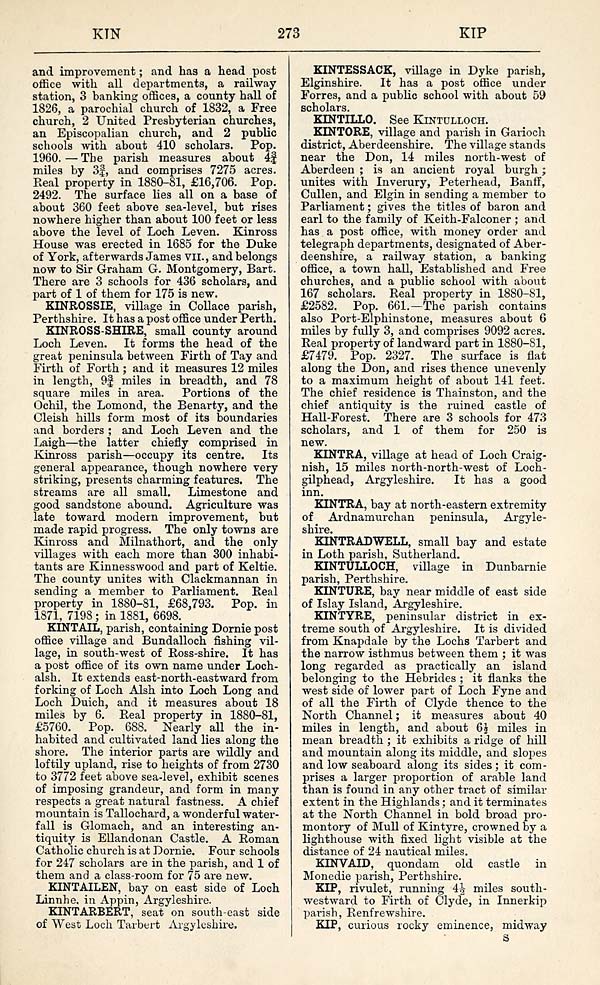 KIN 273 KIP
and improvement; and has a head post
office with all departments, a railway
station, 3 banking offices, a county hall of
1826, a parochial church of 1832, a Free
church, 2 United Presbyterian churches,
an Episcopalian church, and 2 public
schools with about 410 scholars. Pop.
1960. — The parish measures about 4¾
miles by 3¾, and comprises 7275 acres.
Real property in 1880-81, £16,706. Pop.
2492. The surface lies all on a base of
about 360 feet above sea-level, but rises
nowhere higher than about 100 feet or less
above the level of Loch Leven. Kinross
House was erected in 1685 for the Duke
of York, afterwards James VII., and belongs
now to Sir Graham G. Montgomery, Bart.
There are 3 schools for 436 scholars, and
part of 1 of them for 175 is new.
KINROSSIE, village in Collace parish,
Perthshire. It has a post office under Perth.
KINROSS-SHIRE, small county around
Loch Leven. It forms the head of the
great peninsula between Firth of Tay and
Firth of Forth; and it measures 12 miles
in length, 9¾ miles in breadth, and 78
square miles in area. Portions of the
Ochil, the Lomond, the Benarty, and the
Cleish hills form most of its boundaries
and borders; and Loch Leven and the
Laigh—the latter chiefly comprised in
Kinross parish—occupy its centre. Its
general appearance, though nowhere very
striking, presents charming features. The
streams are all small. Limestone and
good sandstone abound. Agriculture was
late toward modern improvement, but
made rapid progress. The only towns are
Kinross and Milnathort, and the only
villages with each more than 300 inhabi-
tants are Kinnesswood and part of Keltie.
The county unites with Clackmannan in
sending a member to Parliament. Real
property in 1880-81, £68,793. Pop. in
1871, 7198; in 1881, 6698.
KINTAIL, parish, containing Dornie post
office village and Bundalloch fishing vil-
lage, in south-west of Ross-shire. It has
a post office of its own name under Loch-
alsh. It extends east-north-eastward from
forking of Loch Alsh into Loch Long and
Loch Duich, and it measures about 18
miles by 6. Real property in 1880-81,
£5760. Pop. 688. Nearly all the in-
habited and cultivated land lies along the
shore. The interior parts are wildly and
loftily upland, rise to heights of from 2730
to 3772 feet above sea-level, exhibit scenes
of imposing grandeur, and form in many
respects a great natural fastness. A chief
mountain is Tallochard, a wonderful water-
fall is Glomach, and an interesting an-
tiquity is Ellandonan Castle. A Roman
Catholic church is at Dornie. Four schools
for 247 scholars are in the parish, and 1 of
them and a class-room for 75 are new.
KINTAILEN, bay on east side of Loch
Linnhe, in Appin, Argyleshire.
KINTARBERT, seat on south-east side
of West Loch Tarbert Argyleshire.
KINTESSACK, village in Dyke parish,
Elginshire. It has a post office under
Forres, and a public school with about 59
scholars.
KINTILLO. See KINTULLOCH.
KINTORE, village and parish in Garioch
district, Aberdeenshire. The village stands
near the Don, 14 miles north-west of
Aberdeen; is an ancient royal burgh;
unites with Inverury, Peterhead, Banff,
Cullen, and Elgin in sending a member to
Parliament; gives the titles of baron and
earl to the family of Keith-Falconer; and
has a post office, with money order and
telegraph departments, designated of Aber-
deenshire, a railway station, a banking
office, a town hall, Established and Free
churches, and a public school with about
167 scholars. Real property in 1880-81,
£2582. Pop. 661.—The parish contains
also Port-Elphinstone, measures about 6
miles by fully 3, and comprises 9092 acres.
Real property of landward part in 1880-81,
£7479. Pop. 2327. The surface is flat
along the Don, and rises thence unevenly
to a maximum height of about 141 feet.
The chief residence is Thainston, and the
chief antiquity is the ruined castle of
Hall-Forest. There are 3 schools for 473
scholars, and 1 of them for 250 is
new.
KINTRA, village at head of Loch Craig-
nish, 15 miles north-north-west of Loch-
gilphead, Argyleshire. It has a good
inn.
KINTRA, bay at north-eastern extremity
of Ardnamurchan peninsula, Argyle-
shire.
KINTRADWELL, small bay and estate
in Loth parish, Sutherland.
KINTULLOCH, village in Dunbarnie
parish, Perthshire.
KINTURE, bay near middle of east side
of Islay Island, Argyleshire.
KINTYRE, peninsular district in ex-
treme south of Argyleshire. It is divided
from Knapdale by the Lochs Tarbert and
the narrow isthmus between them; it was
long regarded as practically an island
belonging to the Hebrides; it flanks the
west side of lower part of Loch Fyne and
of all the Firth of Clyde thence to the
North Channel; it measures about 40
miles in length, and about 6½ miles in
mean breadth; it exhibits a ridge of hill
and mountain along its middle, and slopes
and low seaboard along its sides; it com-
prises a larger proportion of arable land
than is found in any other tract of similar
extent in the Highlands; and it terminates
at the North Channel in bold broad pro-
montory of Mull of Kintyre, crowned by a
lighthouse with fixed light visible at the
distance of 24 nautical miles.
KINVAID, quondam old castle in
Monedie parish, Perthshire.
KIP, rivulet, running 4½ miles south-
westward to Firth of Clyde, in Innerkip
parish, Renfrewshire.
KIP, curious rocky eminence, midway
S